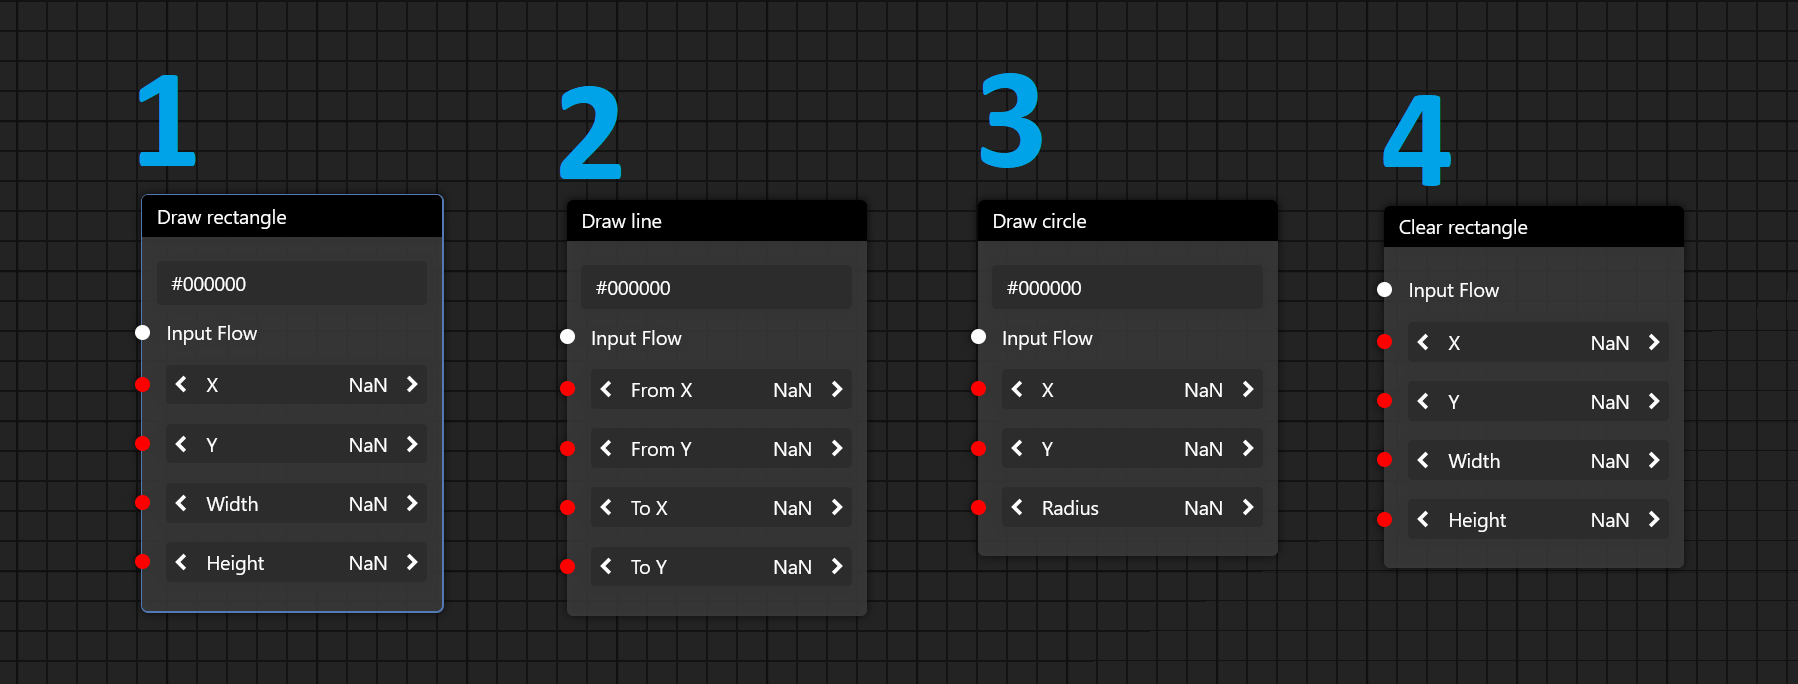 1
Draw rectangle
#000000
Input Flow
X NaN
Y NaN
Width NaN
Height NaN
2
Draw line
#000000
Input Flow
From X NaN
From Y NaN
To X NaN
To Y NaN
3
Draw circle
#000000
Input Flow
X NaN
Y NaN
Radius NaN
4
Clear rectangle
Input Flow
X NaN
Y NaN
Width NaN
Height NaN